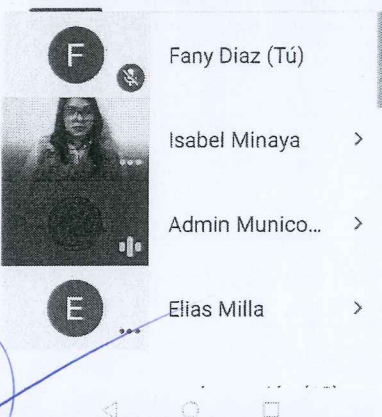 F Fany Diaz (Tú)
Isabel Minaya
Admin Munico...
E Elias Milla